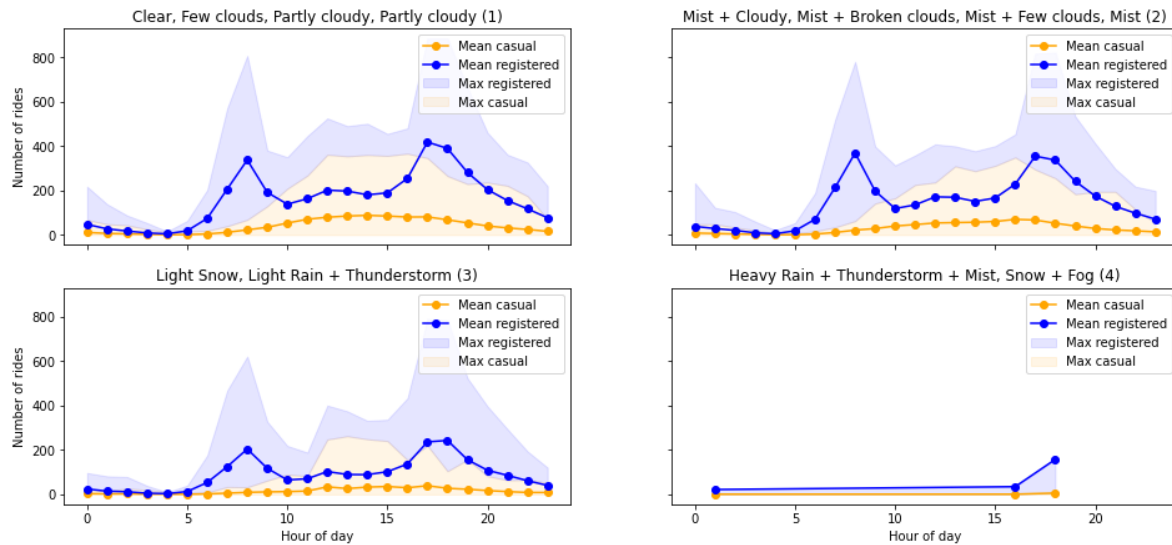 Clear, Few clouds, Partly cloudy, Partly cloudy (1)
Mean casual
Mean registered
Max registered
Max casual
Number of rides
800
600
400
200
0
Mist + Cloudy, Mist + Broken clouds, Mist + Few clouds, Mist (2)
Mean casual
Mean registered
Max registered
Max casual
Light Snow, Light Rain + Thunderstorm (3)
Mean casual
Mean registered
Max registered
Max casual
Number of rides
800
600
400
200
0
0 5 10 15 20
Hour of day
Heavy Rain + Thunderstorm + Mist, Snow + Fog (4)
Mean casual
Mean registered
Max registered
Max casual
0 5 10 15 20
Hour of day